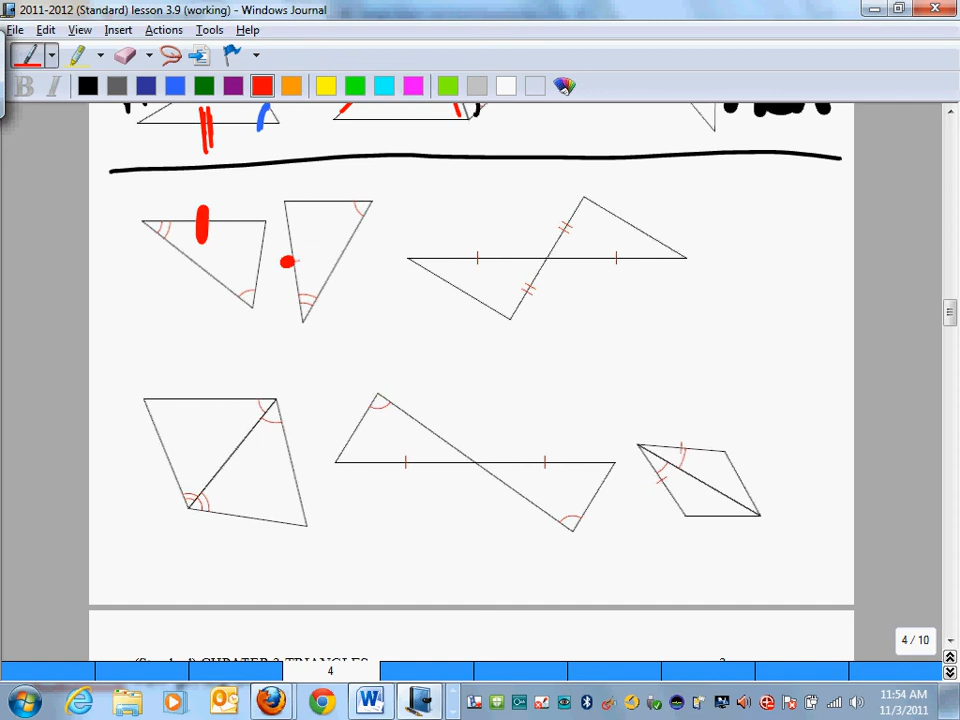 2011-2012 (Standard) lesson 3.9 (working) - Windows Journal
File Edit View Insert Actions Tools Help
B I
4 / 10
4
11:54 AM
11/3/2011